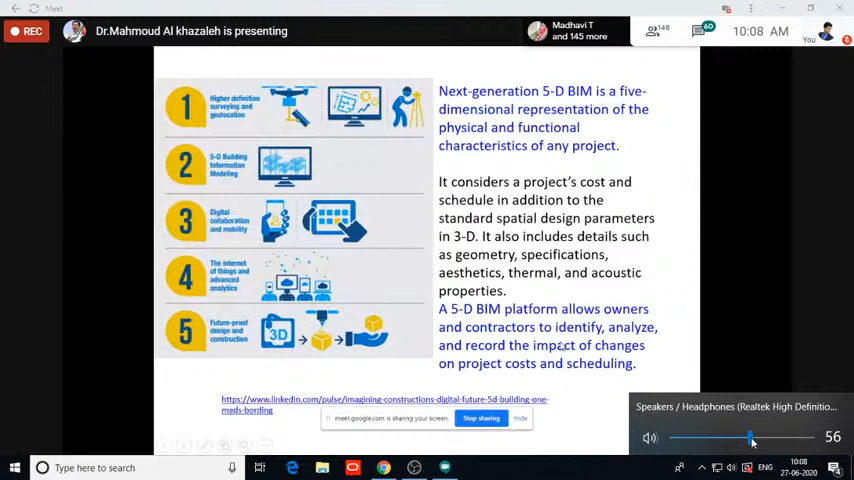 Meet
REC
Dr.Mahmoud Al khazaleh is presenting
Madhavi T
and 145 more
148
60
10:08 AM
You
1
Higher definition
surveying and
geolocation
2
5-D Building
Information
Modeling
3
Digital
collaboration
and mobility
4
The internet
of things and
advanced
analytics
5
Future-proof
design and
construction
3D
Next-generation 5-D BIM is a five-
dimensional representation of the
physical and functional
characteristics of any project.
It considers a project's cost and
schedule in addition to the
standard spatial design parameters
in 3-D. It also includes details such
as geometry, specifications,
aesthetics, thermal, and acoustic
properties.
A 5-D BIM platform allows owners
and contractors to identify, analyze,
and record the impact of changes
on project costs and scheduling.
https://www.linkedin.com/pulse/imagining-constructions-digital-future-5d-building-one-
mads-bording
meet.google.com is sharing your screen.
Stop sharing
Hide
Speakers / Headphones (Realtek High Definitio...
56
Type here to search
ENG
10:08
27-06-2020
4